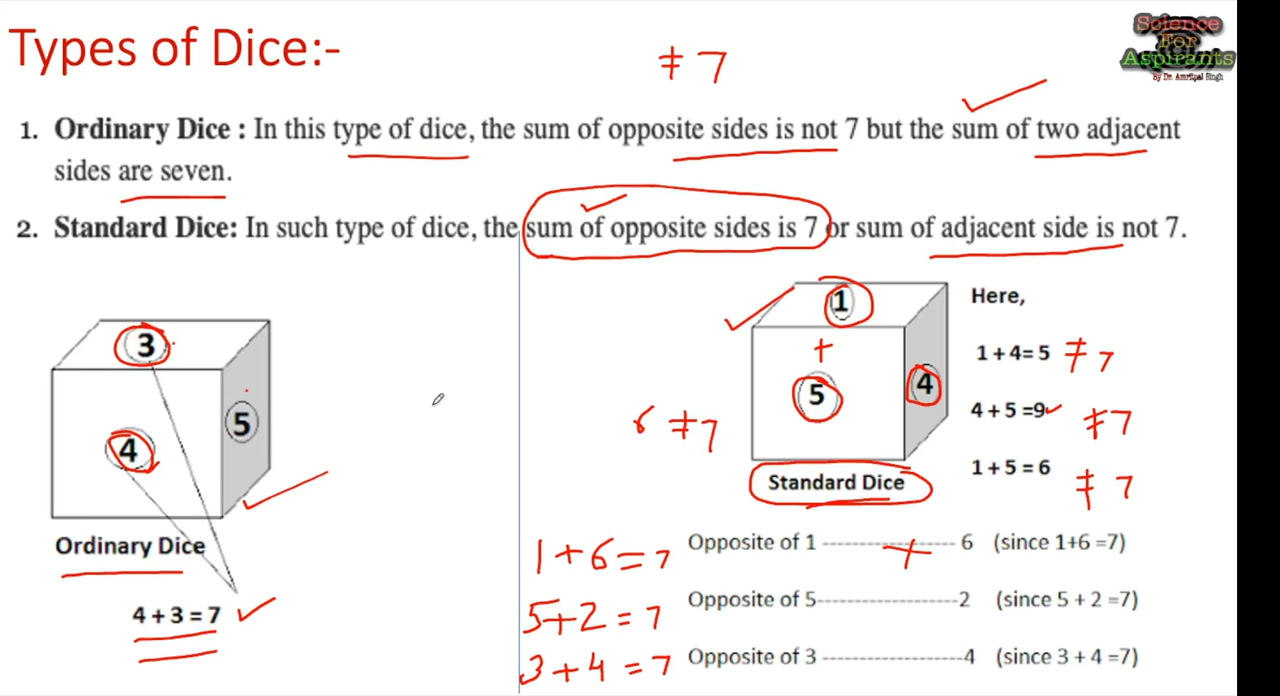 Types of Dice:-
Science
For
Aspirants
By Dr. Amritpal Singh
≠ 7
1. Ordinary Dice : In this type of dice, the sum of opposite sides is not 7 but the sum of two adjacent
sides are seven.
2. Standard Dice: In such type of dice, the sum of opposite sides is 7 or sum of adjacent side is not 7.
3
4
5
Ordinary Dice
4 + 3 = 7
1
+
5
4
6 ≠ 7
Standard Dice
Here,
1 + 4= 5 ≠ 7
4 + 5 =9 ≠ 7
1 + 5 = 6 ≠ 7
1 + 6 = 7 Opposite of 1 -------------------- + ---- 6 (since 1+6 =7)
5 + 2 = 7 Opposite of 5-----------------------2 (since 5 + 2 =7)
3 + 4 = 7 Opposite of 3 -----------------------4 (since 3 + 4 =7)